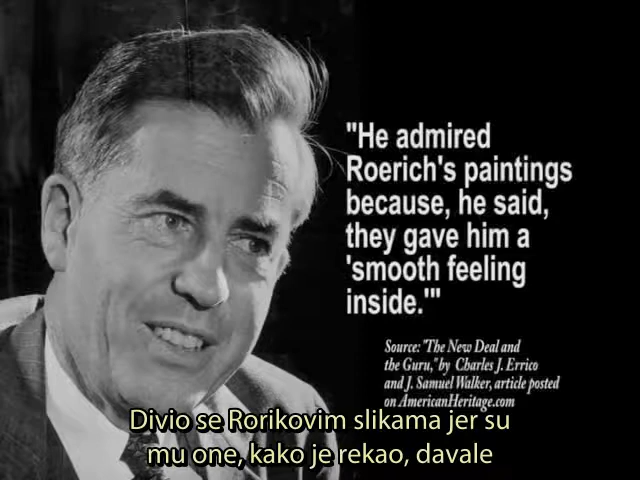 "He admired
Roerich's paintings
because, he said,
they gave him a
'smooth feeling
inside.'"
Source: "The New Deal and
the Guru," by Charles J. Errico
and J. Samuel Walker, article posted
on AmericanHeritage.com
Divio se Rorikovim slikama jer su
mu one, kako je rekao, davale